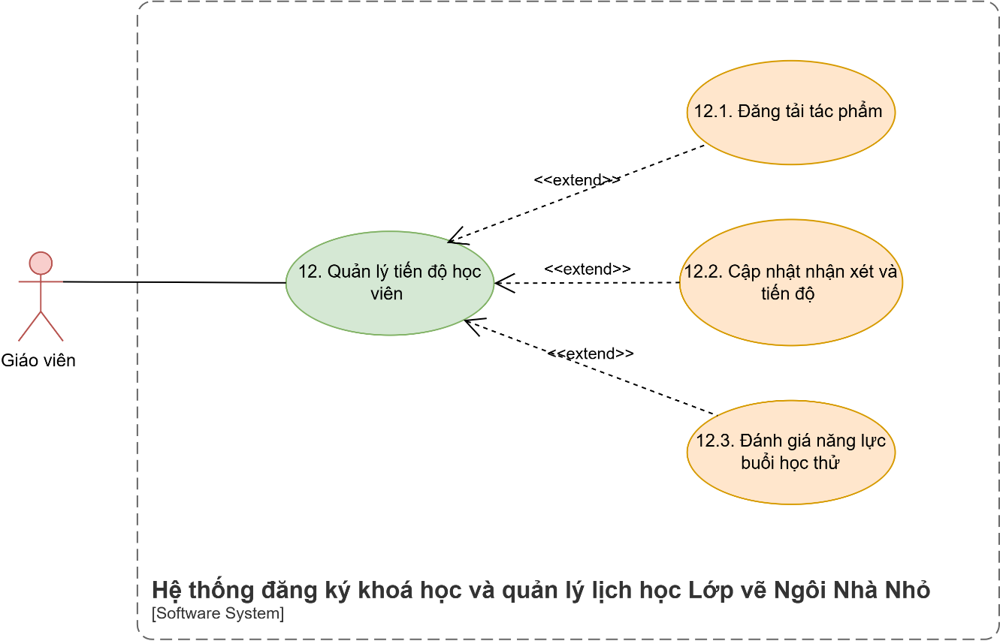 12.1. Đăng tải tác phẩm
<<extend>>
12. Quản lý tiến độ học
viên
<<extend>>
12.2. Cập nhật nhận xét và
tiến độ
Giáo viên
<<extend>>
12.3. Đánh giá năng lực
buổi học thử
Hệ thống đăng ký khoá học và quản lý lịch học Lớp vẽ Ngôi Nhà Nhỏ
[Software System]